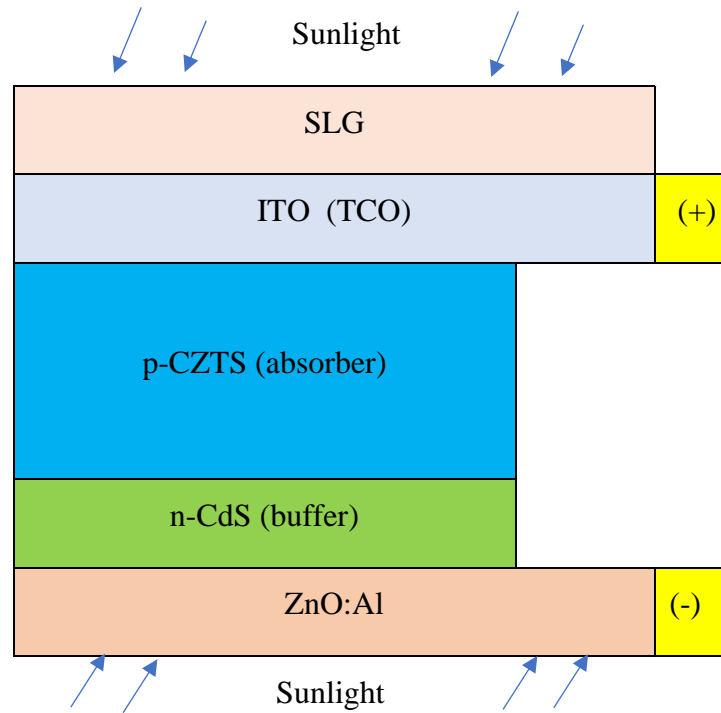 Sunlight
SLG
ITO (TCO)
(+)
p-CZTS (absorber)
n-CdS (buffer)
ZnO:Al
(-)
Sunlight